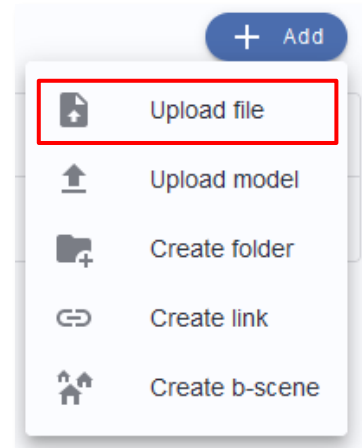 + Add
Upload file
Upload model
Create folder
Create link
Create b-scene